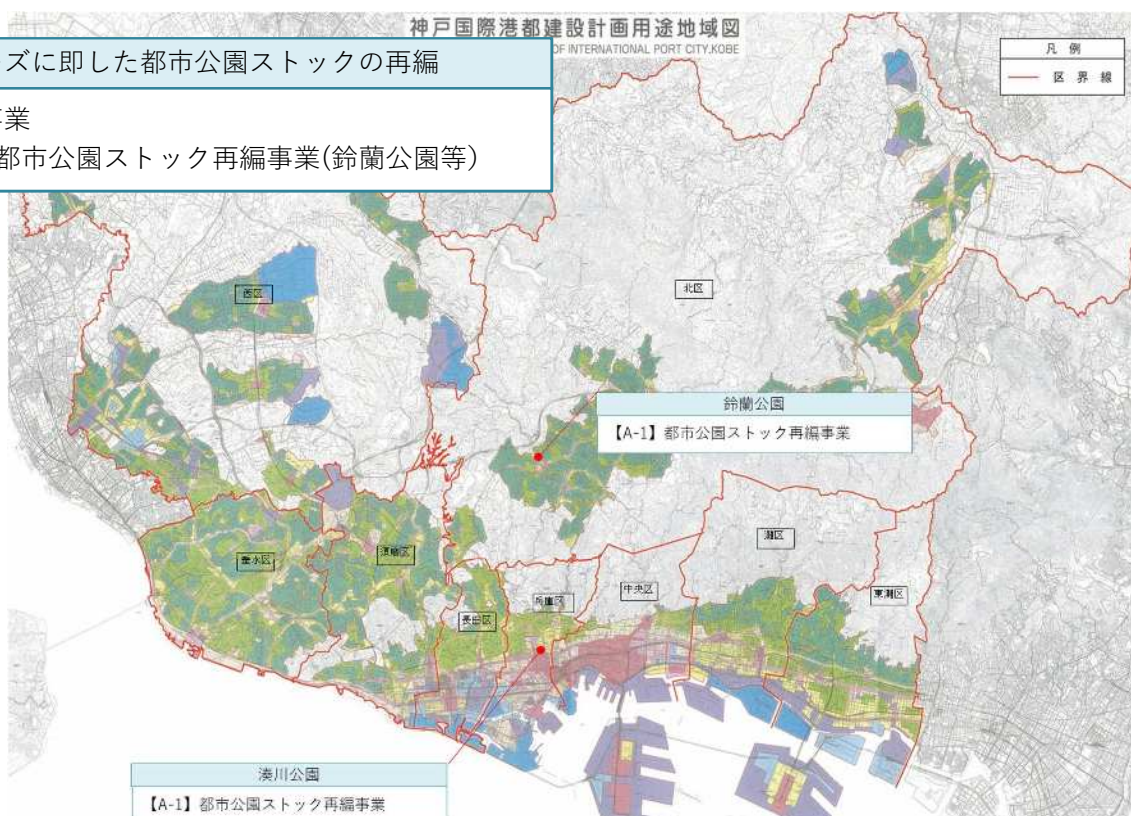 神戸国際港都建設計画用途地域図
OF INTERNATIONAL PORT CITY,KOBE
ーズに即した都市公園ストックの再編
事業
都市公園ストック再編事業(鈴蘭公園等)
凡 例
区 界 線
西区
北区
鈴蘭公園
【A-1】都市公園ストック再編事業
垂水区
須磨区
長田区
兵庫区
中央区
灘区
東灘区
湊川公園
【A-1】都市公園ストック再編事業